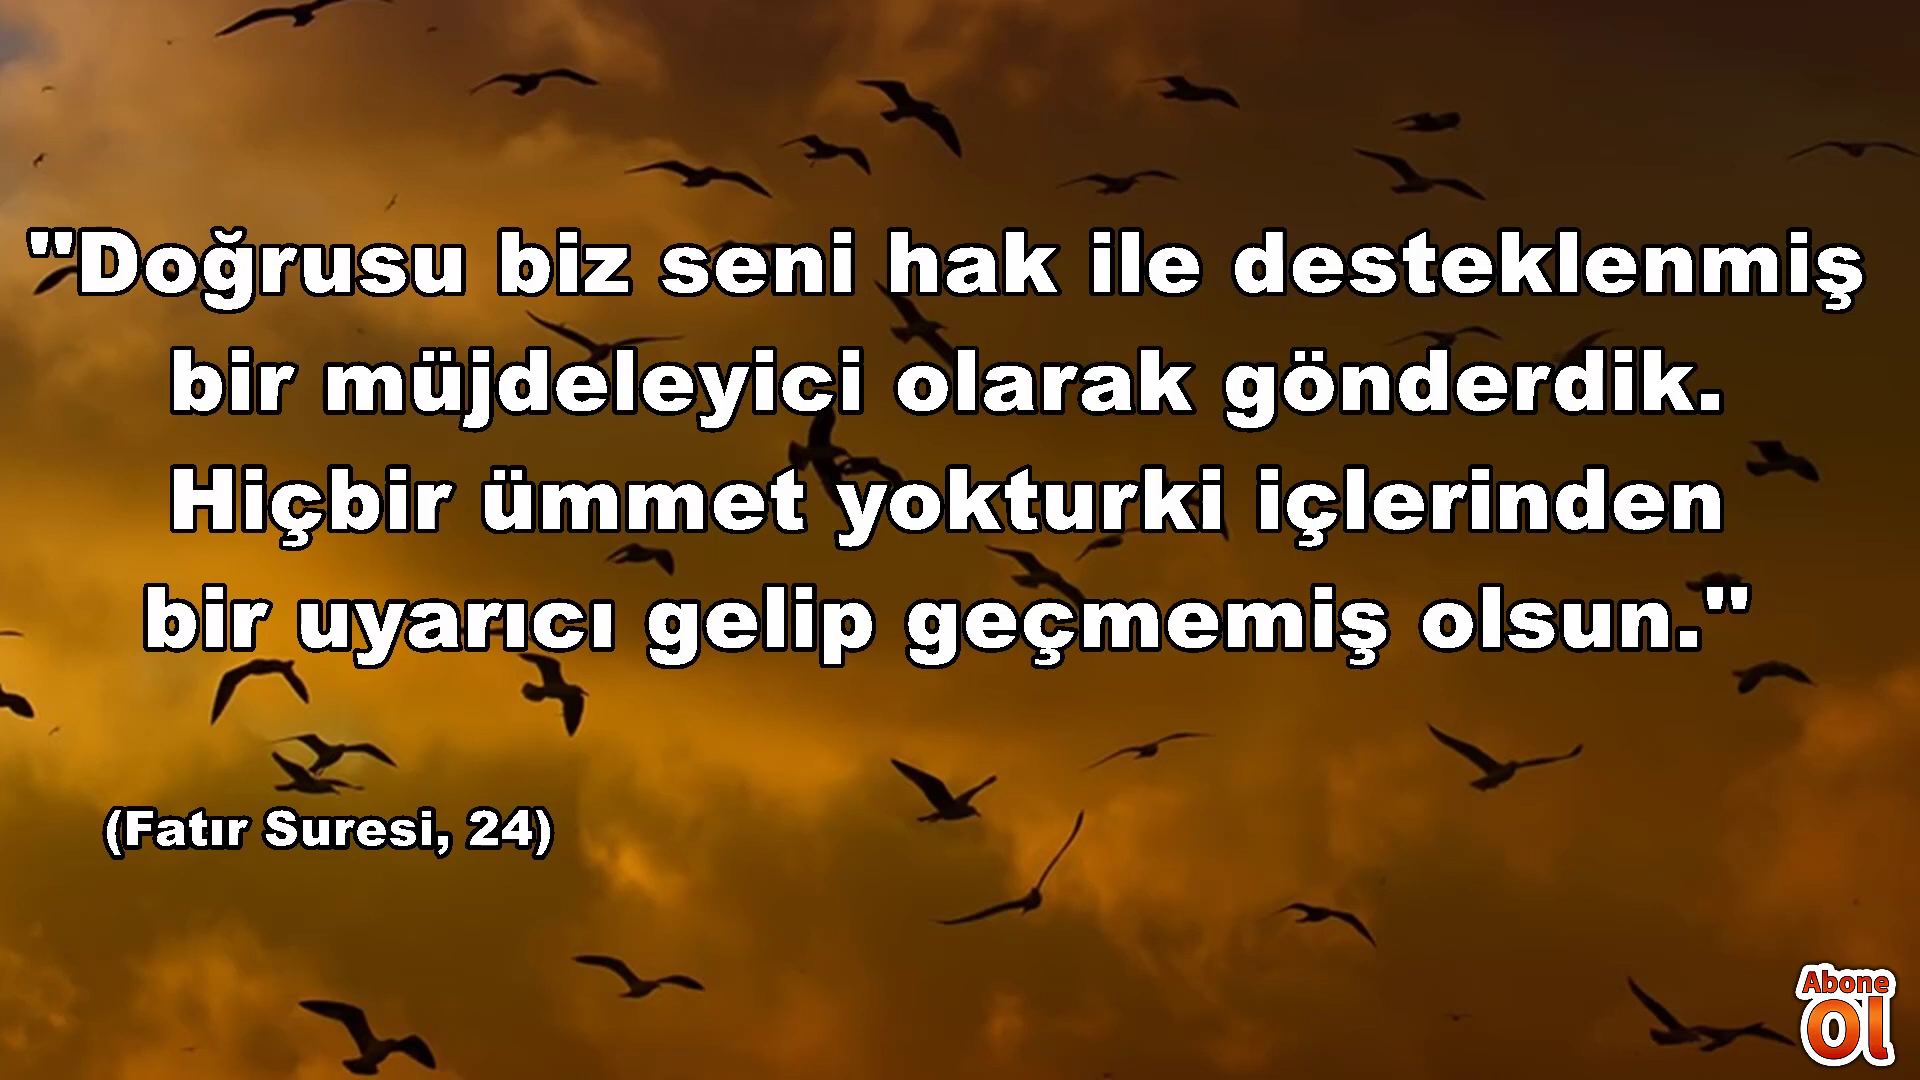 "Doğrusu biz seni hak ile desteklenmiş
bir müjdeleyici olarak gönderdik.
Hiçbir ümmet yokturki içlerinden
bir uyarıcı gelip geçmemiş olsun."
(Fatır Suresi, 24)
Abone
Ol